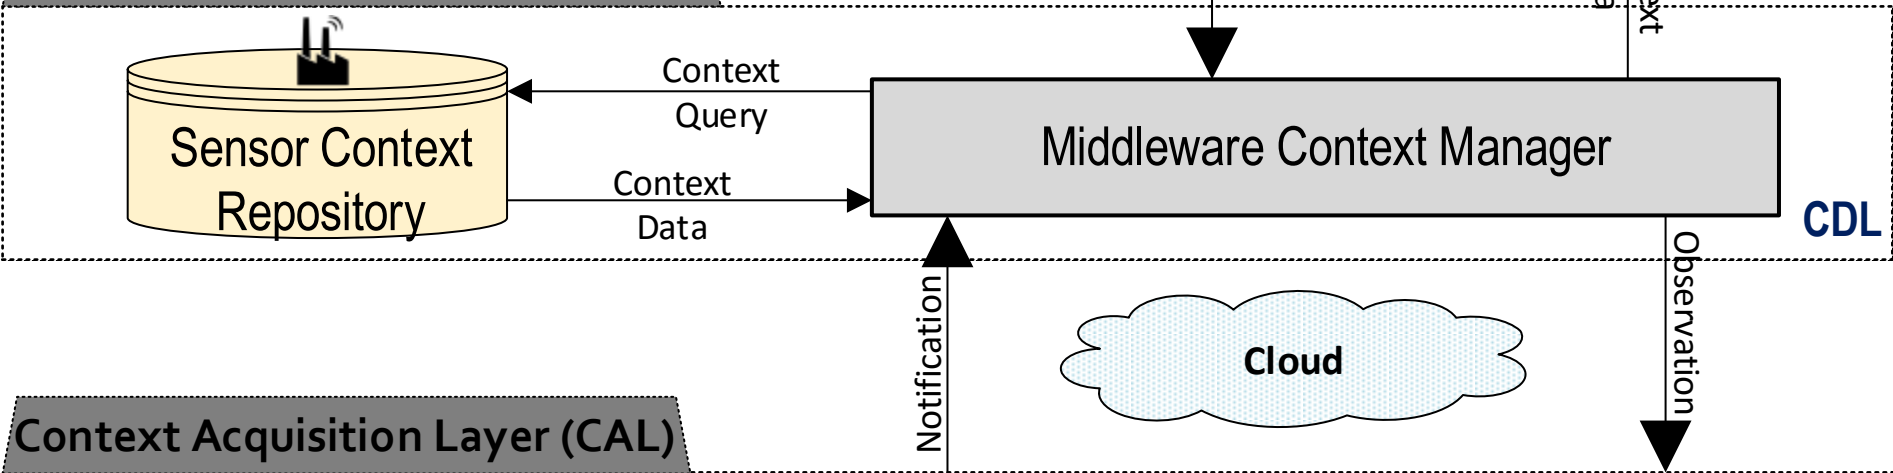 Context
Query
Sensor Context
Repository
Middleware Context Manager
Context
Data
CDL
Notification
Observation
Cloud
Context Acquisition Layer (CAL)